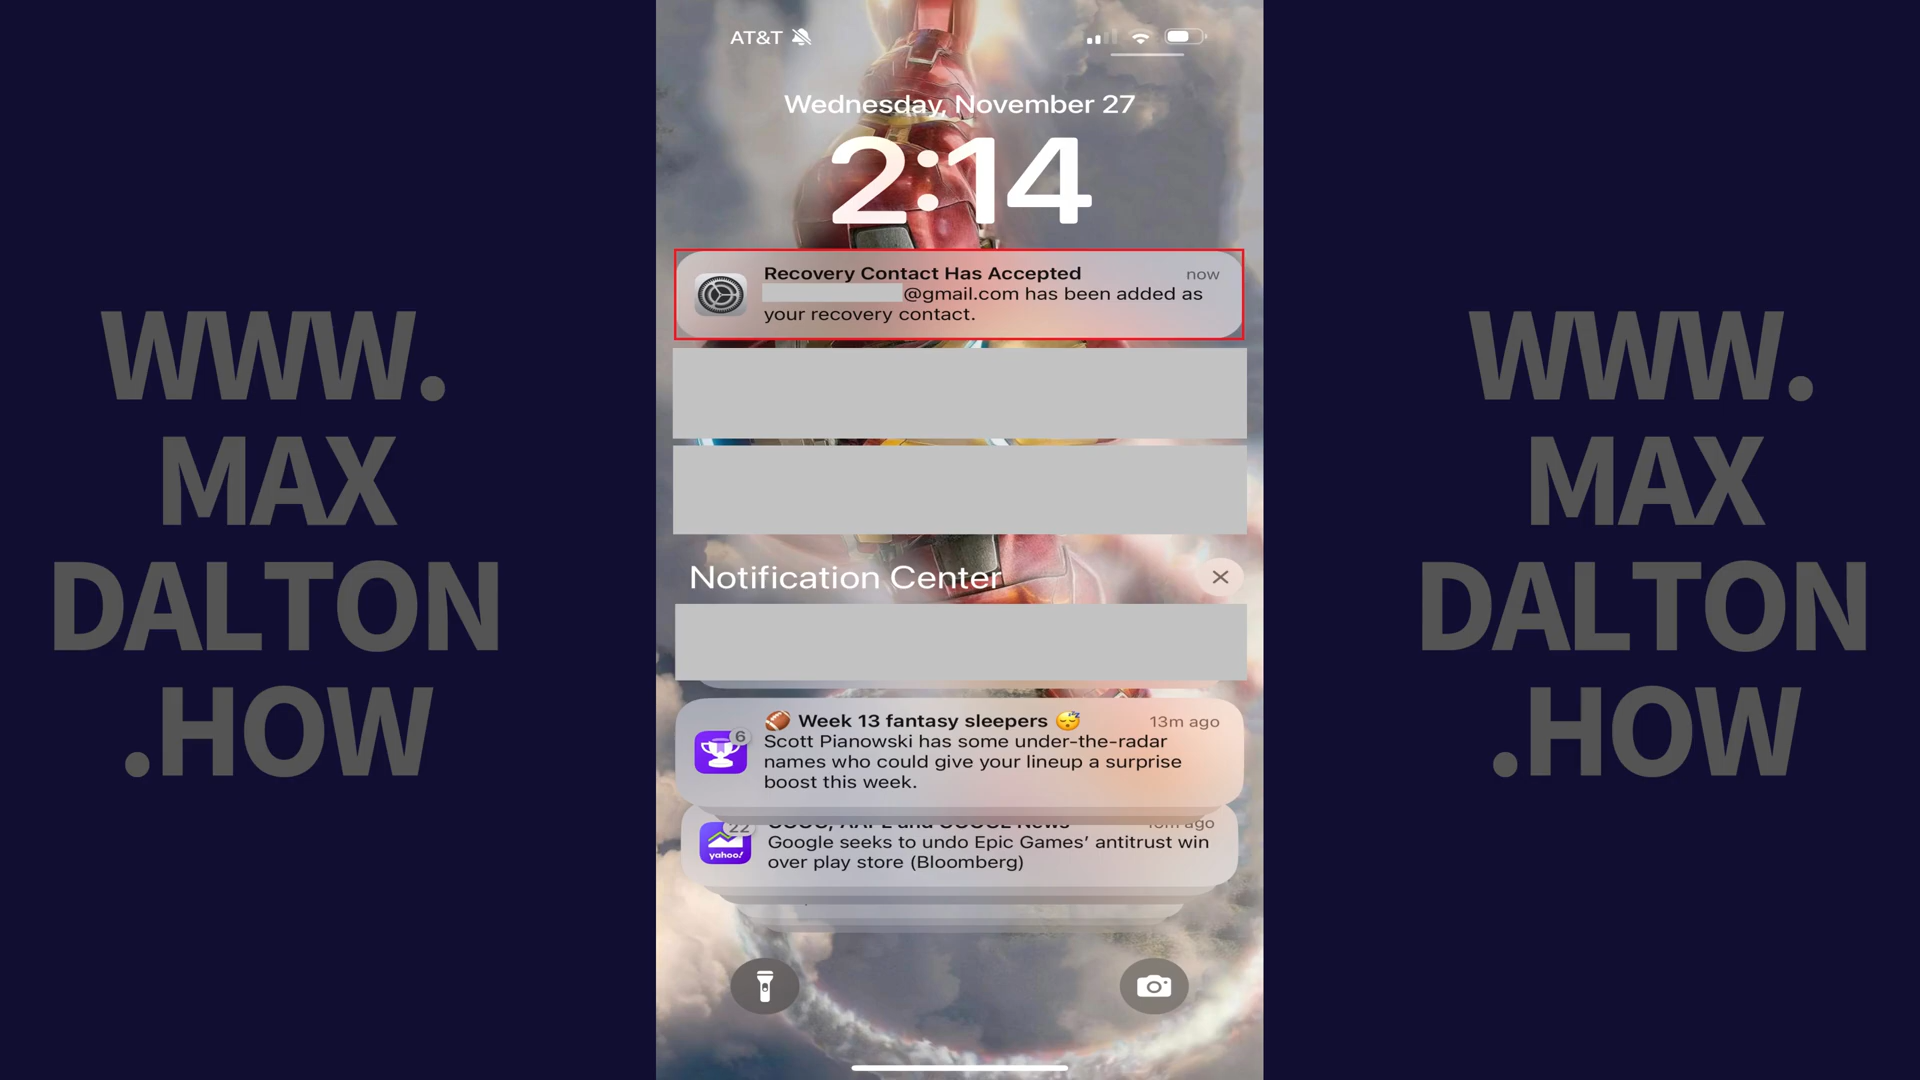 AT&T
Wednesday, November 27
2:14
Recovery Contact Has Accepted
now
@gmail.com has been added as
your recovery contact.
Notification Center
6
🏈 Week 13 fantasy sleepers 😴
13m ago
Scott Pianowski has some under-the-radar
names who could give your lineup a surprise
boost this week.
22
yahoo!
Google seeks to undo Epic Games’ antitrust win
over play store (Bloomberg)
WWW.
MAX
DALTON
.HOW
WWW.
MAX
DALTON
.HOW